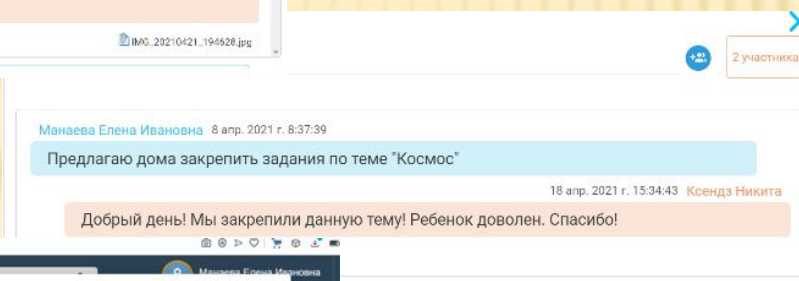 IMG_20210421_194628.jpg
2 участника
Манаева Елена Ивановна 8 апр. 2021 г. 8:37:39
Предлагаю дома закрепить задания по теме "Космос"
18 апр. 2021 г. 15:34:43 Ксендз Никита
Добрый день! Мы закрепили данную тему! Ребенок доволен. Спасибо!
Манаева Елена Ивановна